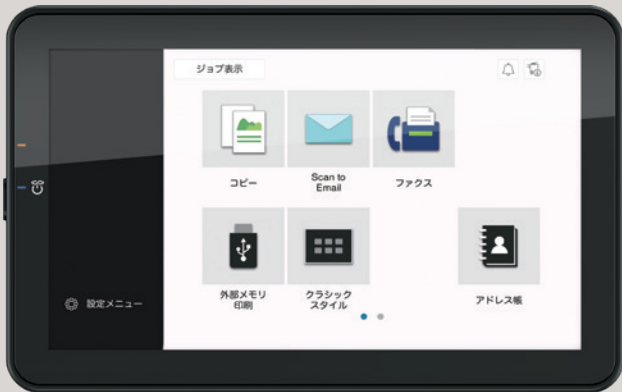 ジョブ表示
コピー
Scan to
Email
ファクス
外部メモリ
印刷
クラシック
スタイル
アドレス帳
設定メニュー